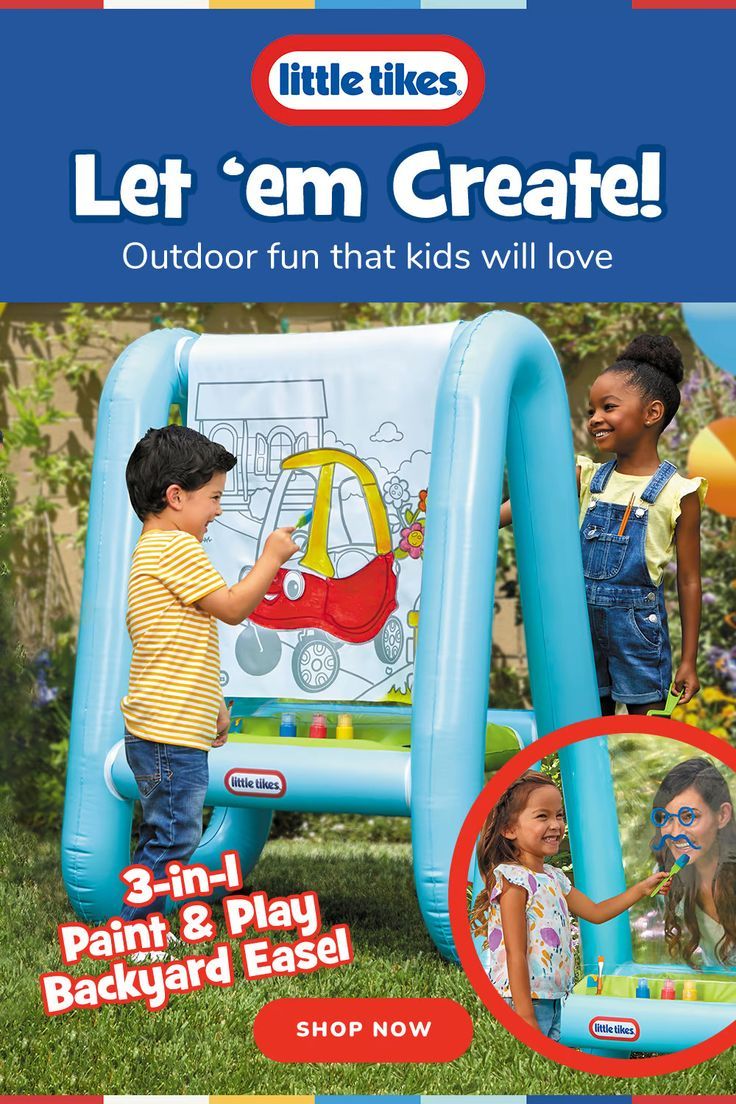 little tikes®
Let ‘em Create!
Outdoor fun that kids will love
little tikes
3-in-1
Paint & Play
Backyard Easel
SHOP NOW
little tikes